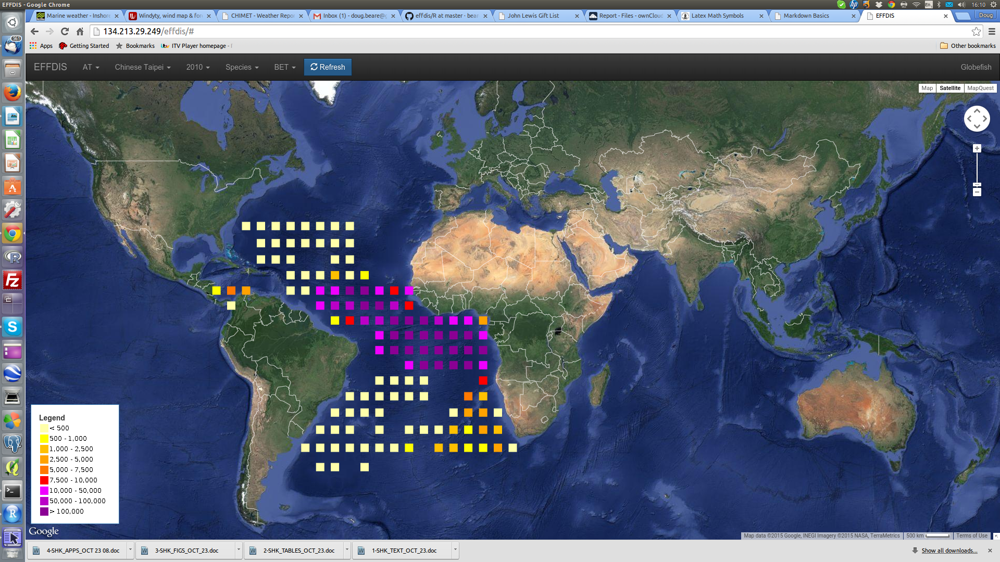 EFFDIS - Google Chrome
En
16:10
Marine weather - Inshore
Windyty, wind map & for
CHIMET - Weather Repor
Inbox (1) - doug.beare@g
effdis/R at master · bear
John Lewis Gift List
Report - Files - ownCloud
Latex Math Symbols
Markdown Basics
EFFDIS
Doug
134.213.29.249/effdis/#
Apps
Getting Started
Bookmarks
ITV Player homepage -
Other bookmarks
EFFDIS
AT
Chinese Taipei
2010
Species
BET
Refresh
Globefish
Map
Satellite
MapQuest
561
Legend
< 500
500 - 1,000
1,000 - 2,500
2,500 - 5,000
5,000 - 7,500
7,500 - 10,000
10,000 - 50,000
50,000 - 100,000
> 100,000
Google
Map data ©2015 Google, INEGI Imagery ©2015 NASA, TerraMetrics
500 km
Terms of Use
4-SHK_APPS_OCT 23 08.doc
3-SHK_FIGS_OCT_23.doc
2-SHK_TABLES_OCT_23.doc
1-SHK_TEXT_OCT_23.doc
Show all downloads...